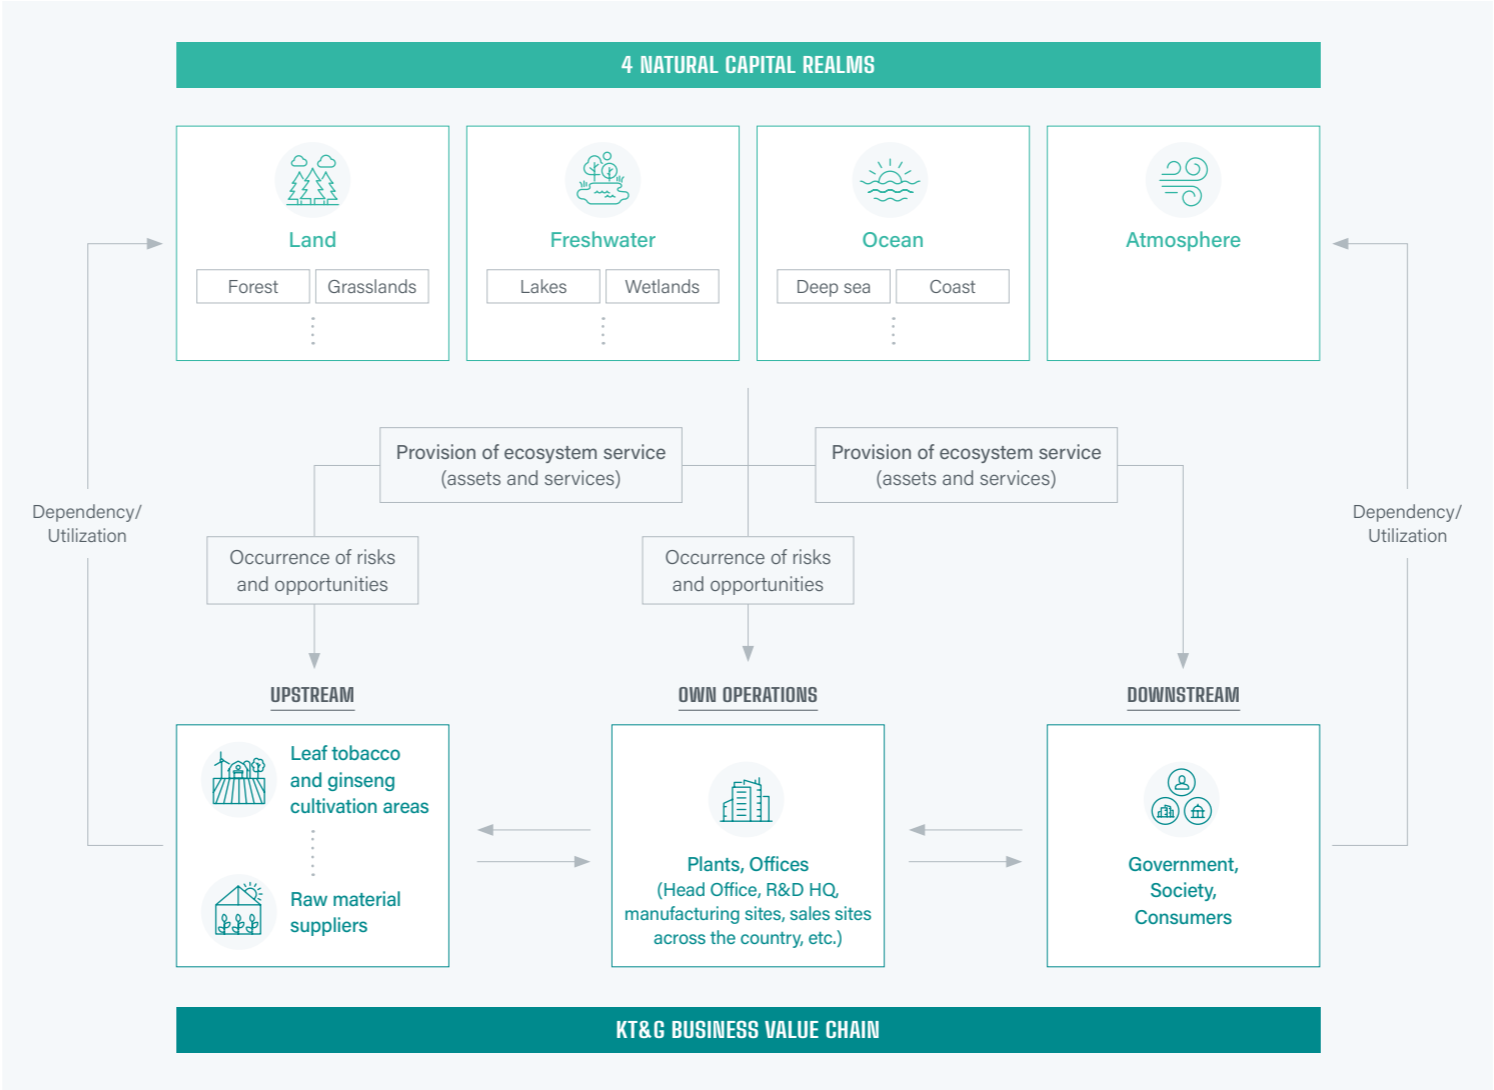 4 NATURAL CAPITAL REALMS
Land
Forest
Grasslands
Freshwater
Lakes
Wetlands
Ocean
Deep sea
Coast
Atmosphere
Provision of ecosystem service
(assets and services)
Provision of ecosystem service
(assets and services)
Dependency/
Utilization
Dependency/
Utilization
Occurrence of risks
and opportunities
Occurrence of risks
and opportunities
UPSTREAM
Leaf tobacco
and ginseng
cultivation areas
Raw material
suppliers
OWN OPERATIONS
Plants, Offices
(Head Office, R&D HQ,
manufacturing sites, sales sites
across the country, etc.)
DOWNSTREAM
Government,
Society,
Consumers
KT&G BUSINESS VALUE CHAIN